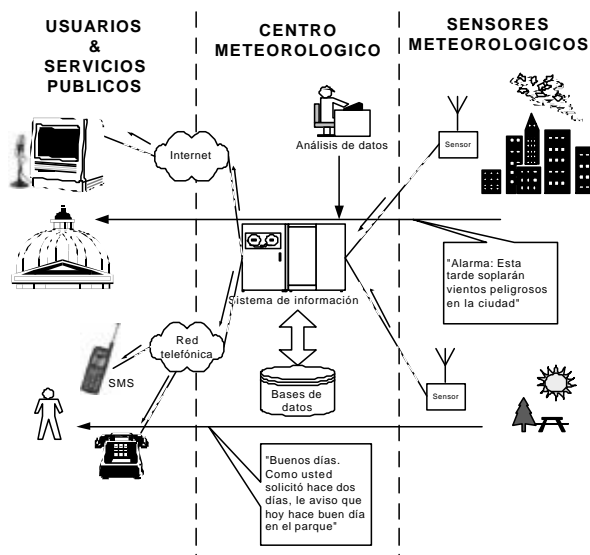 USUARIOS
&
SERVICIOS
PUBLICOS
CENTRO
METEOROLOGICO
SENSORES
METEOROLOGICOS
Internet
Análisis de datos
Sensor
"Alarma: Esta
tarde soplarán
vientos peligrosos
en la ciudad"
Sistema de información
Red
telefónica
SMS
Bases de
datos
Sensor
"Buenos días.
Como usted
solicitó hace dos
días, le aviso que
hoy hace buen día
en el parque"